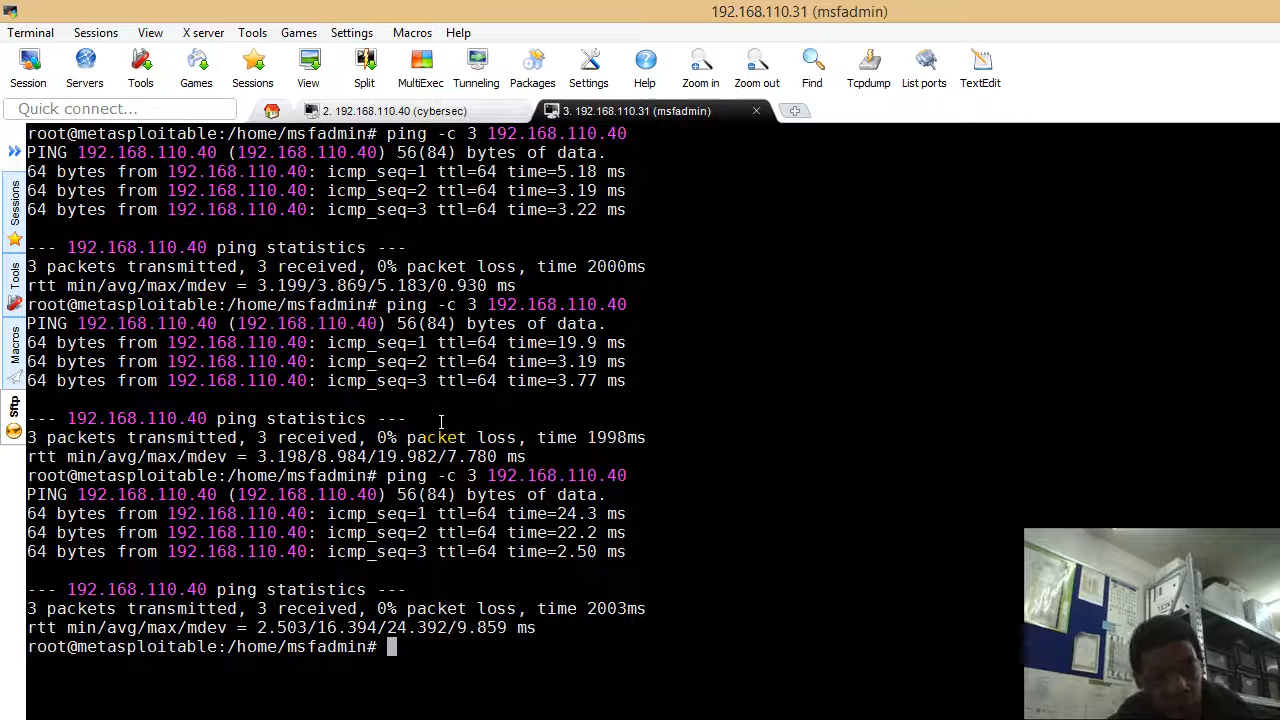 192.168.110.31 (msfadmin)
Terminal Sessions View X server Tools Games Settings Macros Help
Session Servers Tools Games Sessions View Split MultiExec Tunneling Packages Settings Help Zoom in Zoom out Find Tcpdump List ports TextEdit
Quick connect...
2. 192.168.110.40 (cybersec)
3. 192.168.110.31 (msfadmin)
Sessions
Tools
Macros
Sftp
root@metasploitable:/home/msfadmin# ping -c 3 192.168.110.40
PING 192.168.110.40 (192.168.110.40) 56(84) bytes of data.
64 bytes from 192.168.110.40: icmp_seq=1 ttl=64 time=5.18 ms
64 bytes from 192.168.110.40: icmp_seq=2 ttl=64 time=3.19 ms
64 bytes from 192.168.110.40: icmp_seq=3 ttl=64 time=3.22 ms
--- 192.168.110.40 ping statistics ---
3 packets transmitted, 3 received, 0% packet loss, time 2000ms
rtt min/avg/max/mdev = 3.199/3.869/5.183/0.930 ms
root@metasploitable:/home/msfadmin# ping -c 3 192.168.110.40
PING 192.168.110.40 (192.168.110.40) 56(84) bytes of data.
64 bytes from 192.168.110.40: icmp_seq=1 ttl=64 time=19.9 ms
64 bytes from 192.168.110.40: icmp_seq=2 ttl=64 time=3.19 ms
64 bytes from 192.168.110.40: icmp_seq=3 ttl=64 time=3.77 ms
--- 192.168.110.40 ping statistics ---
3 packets transmitted, 3 received, 0% packet loss, time 1998ms
rtt min/avg/max/mdev = 3.198/8.984/19.982/7.780 ms
root@metasploitable:/home/msfadmin# ping -c 3 192.168.110.40
PING 192.168.110.40 (192.168.110.40) 56(84) bytes of data.
64 bytes from 192.168.110.40: icmp_seq=1 ttl=64 time=24.3 ms
64 bytes from 192.168.110.40: icmp_seq=2 ttl=64 time=22.2 ms
64 bytes from 192.168.110.40: icmp_seq=3 ttl=64 time=2.50 ms
--- 192.168.110.40 ping statistics ---
3 packets transmitted, 3 received, 0% packet loss, time 2003ms
rtt min/avg/max/mdev = 2.503/16.394/24.392/9.859 ms
root@metasploitable:/home/msfadmin#